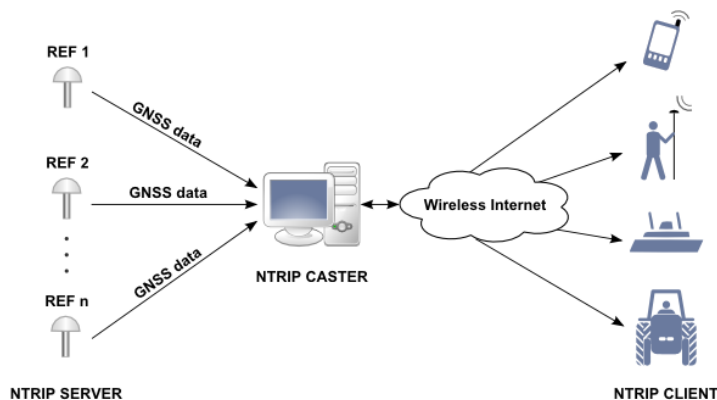 REF 1
GNSS data
REF 2
GNSS data
Wireless Internet
GNSS data
NTRIP CASTER
REF n
NTRIP SERVER
NTRIP CLIENT